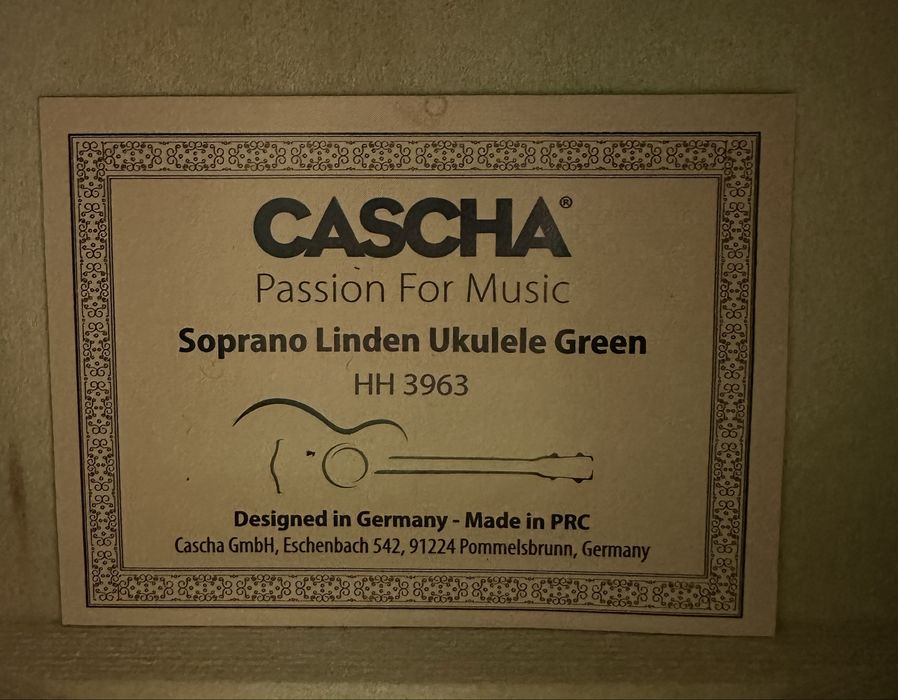 CASCHA®
Passion For Music
Soprano Linden Ukulele Green
HH 3963
Designed in Germany - Made in PRC
Cascha GmbH, Eschenbach 542, 91224 Pommelsbrunn, Germany